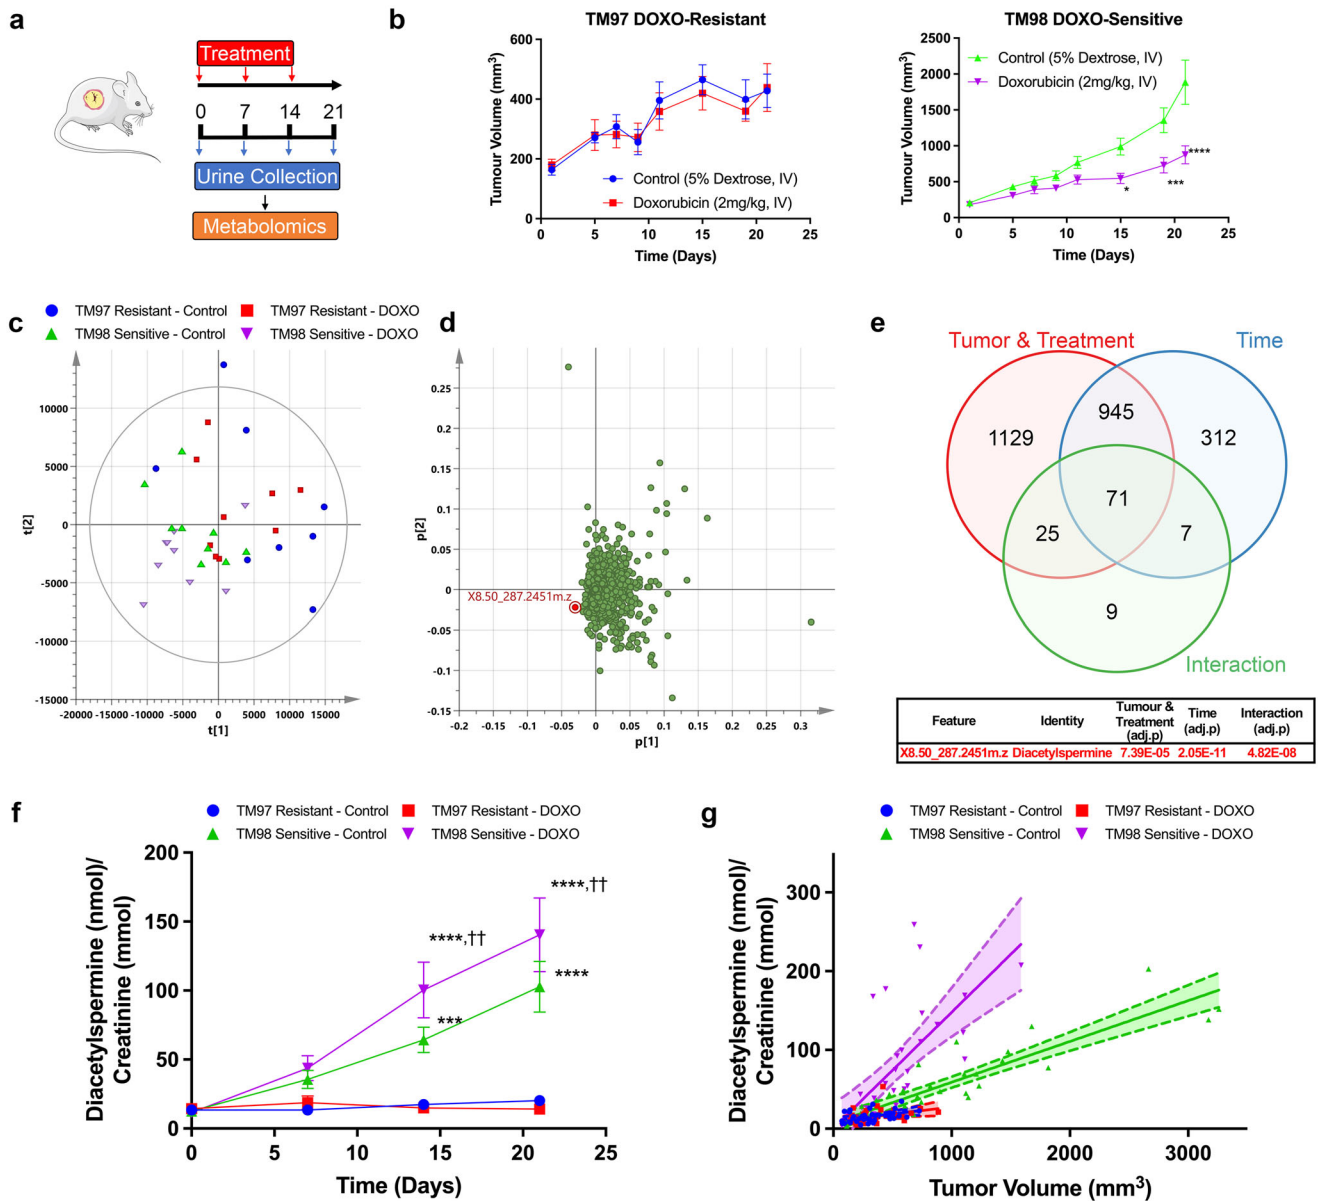 a
Treatment
0 7 14 21
Urine Collection
Metabolomics
b
TM97 DOXO-Resistant
Tumour Volume (mm³)
600
400
200
0
Control (5% Dextrose, IV)
Doxorubicin (2mg/kg, IV)
0 5 10 15 20 25
Time (Days)
TM98 DOXO-Sensitive
Tumour Volume (mm³)
2500
2000
1500
1000
500
0
Control (5% Dextrose, IV)
Doxorubicin (2mg/kg, IV)
*
***
****
0 5 10 15 20 25
Time (Days)
c
TM97 Resistant - Control
TM97 Resistant - DOXO
TM98 Sensitive - Control
TM98 Sensitive - DOXO
t[2]
10000
5000
0
-5000
-10000
-15000
-20000 -15000 -10000 -5000 0 5000 10000 15000
t[1]
d
p[2]
0.25
0.2
0.15
0.1
0.05
0
-0.05
-0.1
-0.15
X8.50_287.2451m.z
-0.2 -0.15 -0.1 -0.05 0 0.05 0.1 0.15 0.2 0.25 0.3
p[1]
e
Tumor & Treatment
Time
1129
945
312
71
25
7
9
Interaction
Feature Identity Tumour & Treatment (adj.p) Time (adj.p) Interaction (adj.p)
X8.50_287.2451m.z Diacetylspermine 7.39E-05 2.05E-11 4.82E-08
f
TM97 Resistant - Control
TM97 Resistant - DOXO
TM98 Sensitive - Control
TM98 Sensitive - DOXO
Diacetylspermine (nmol)/
Creatinine (mmol)
200
150
100
50
0
****,††
****,††
***
****
0 5 10 15 20 25
Time (Days)
g
TM97 Resistant - Control
TM97 Resistant - DOXO
TM98 Sensitive - Control
TM98 Sensitive - DOXO
Diacetylspermine (nmol)/
Creatinine (mmol)
300
200
100
0
0 1000 2000 3000
Tumor Volume (mm³)